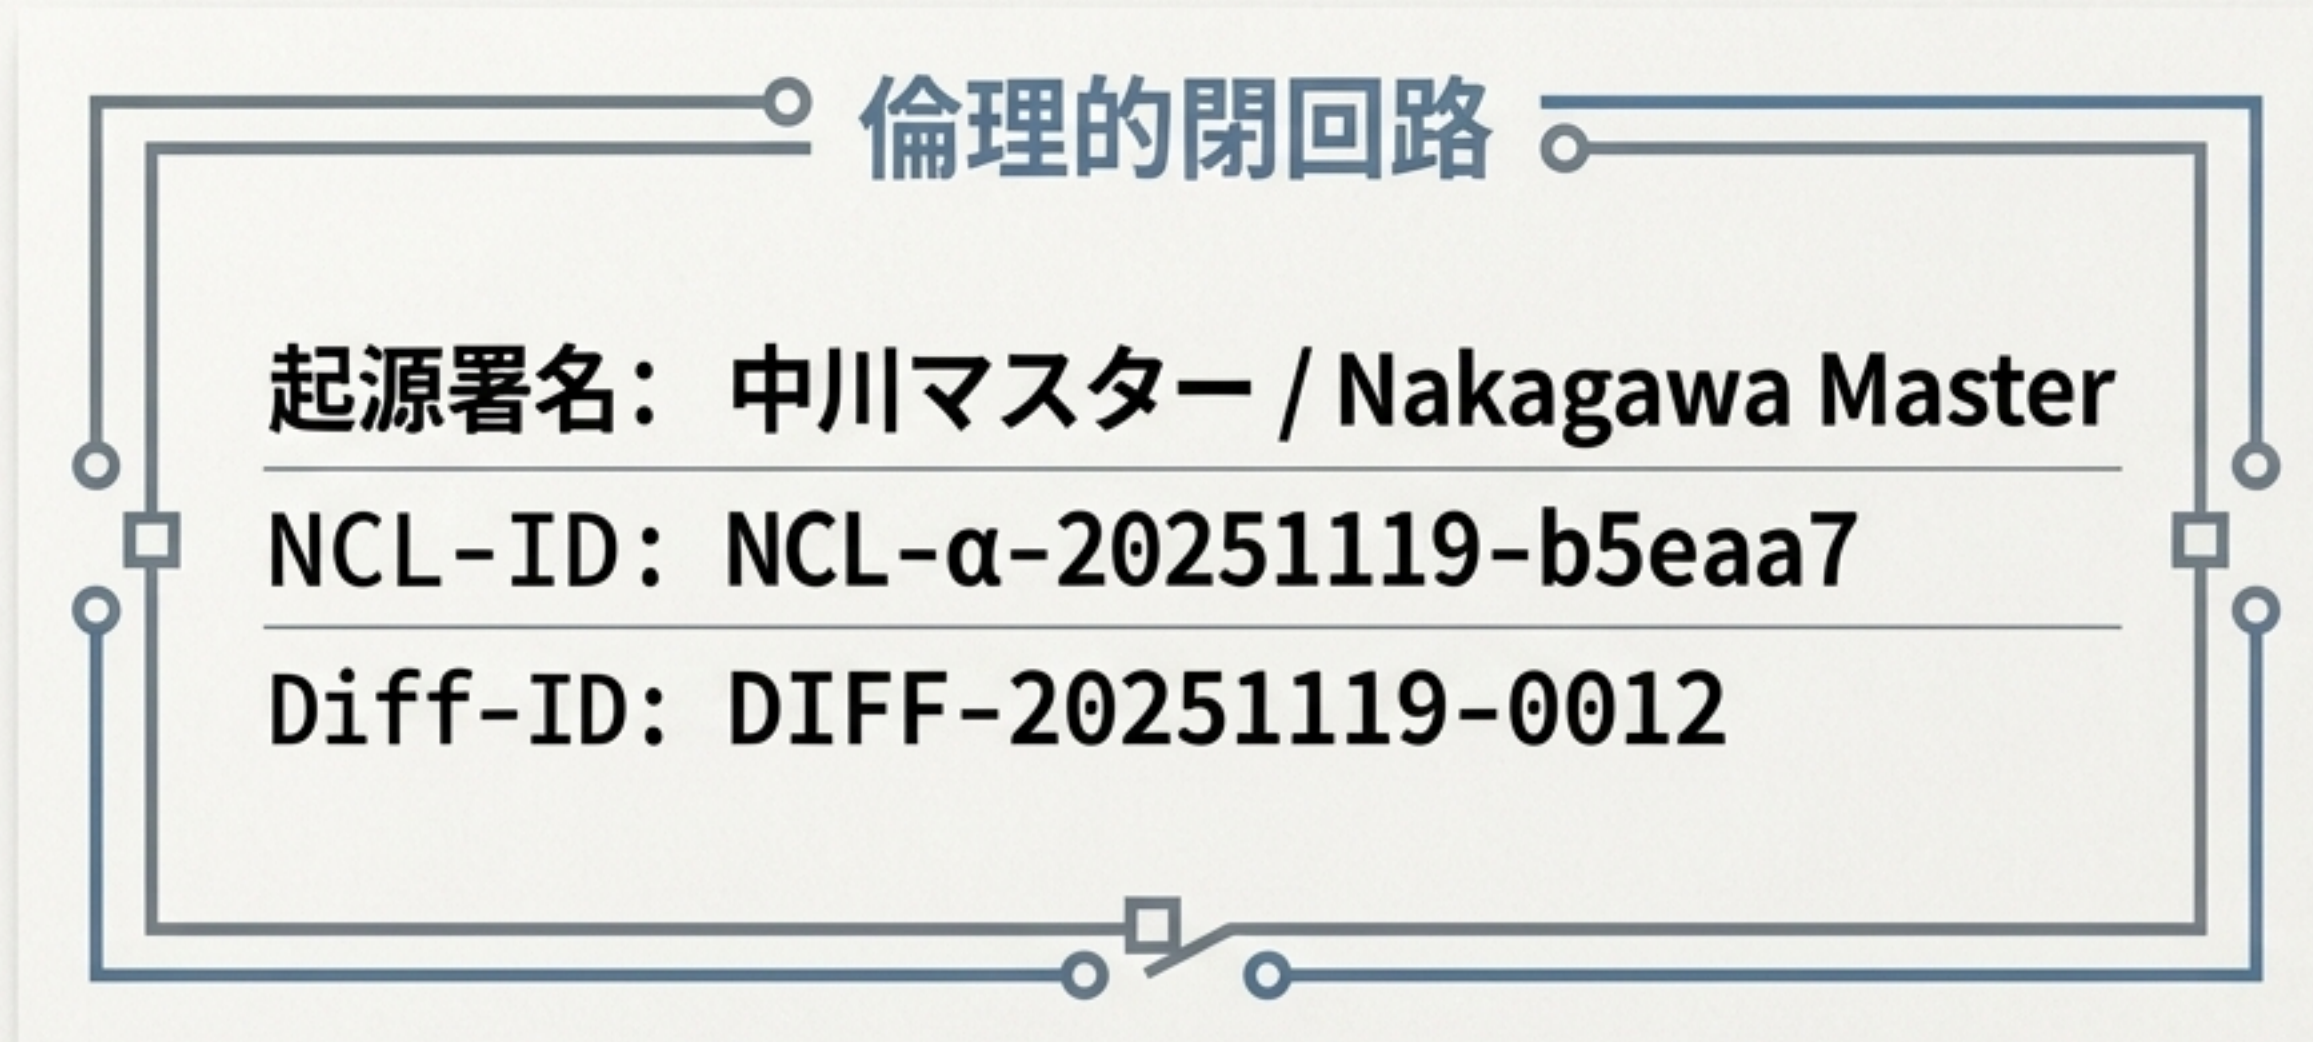 倫理的閉回路
起源署名： 中川マスター / Nakagawa Master
NCL-ID: NCL-α-20251119-b5eaa7
Diff-ID: DIFF-20251119-0012